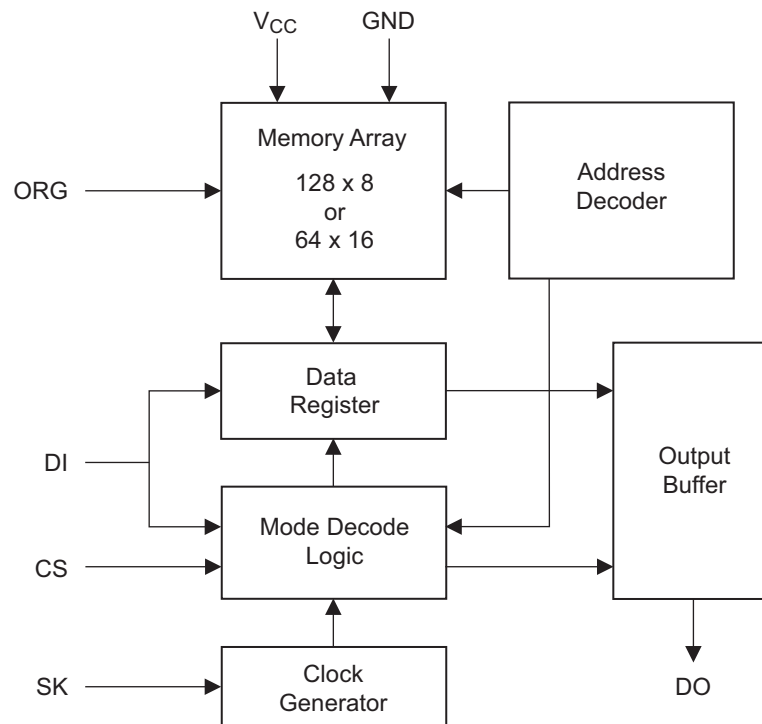 VCC
GND
Memory Array
128 x 8
or
64 x 16
ORG
Address
Decoder
Data
Register
DI
Output
Buffer
Mode Decode
Logic
CS
Clock
Generator
SK
DO